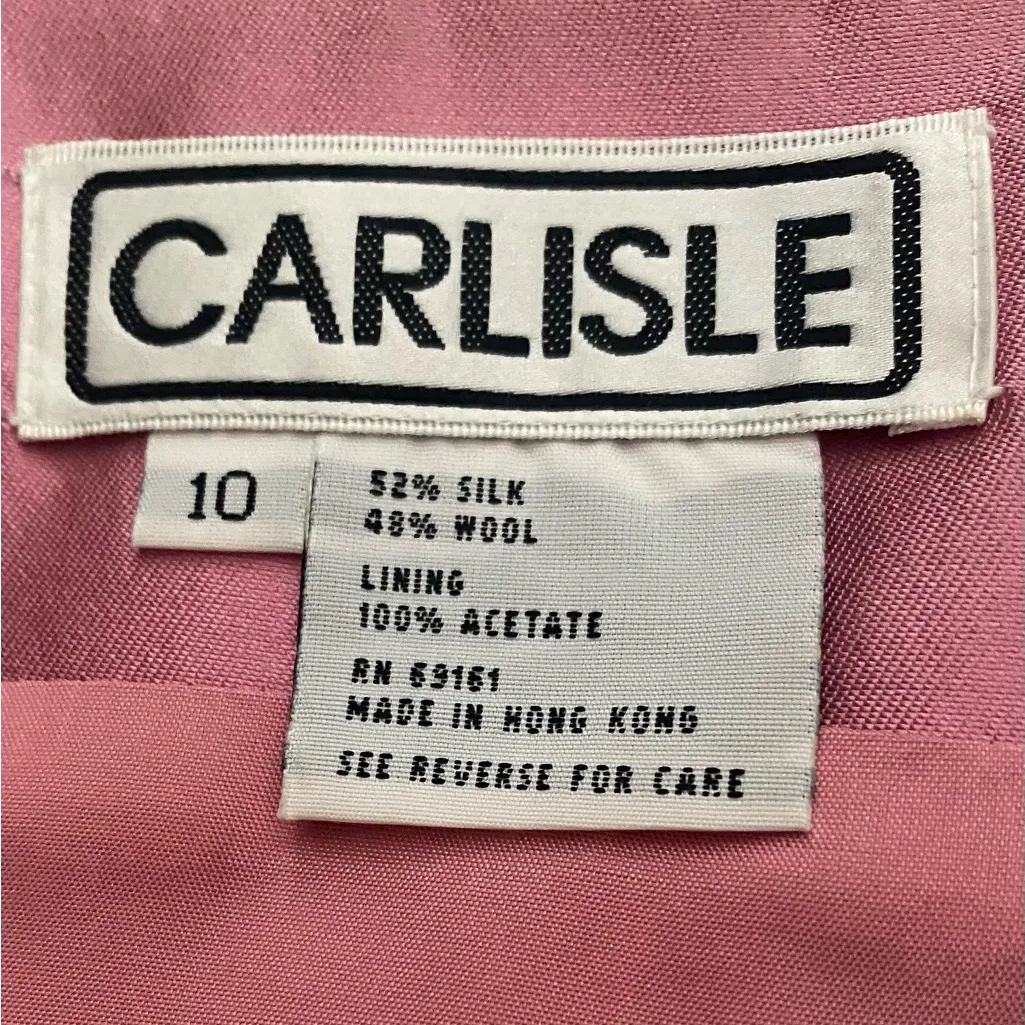 CARLISLE
10
52% SILK
48% WOOL
LINING
100% ACETATE
RN 69161
MADE IN HONG KONG
SEE REVERSE FOR CARE